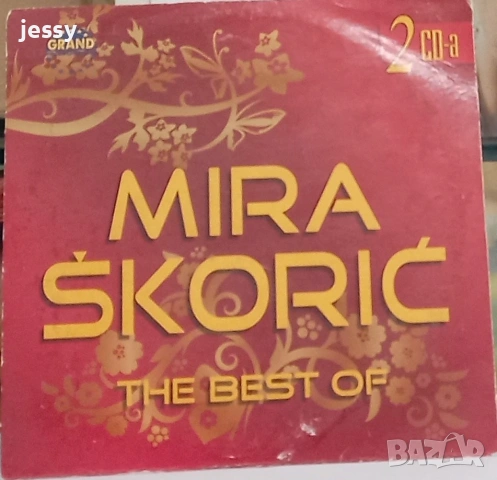 jessy
GRAND
2 CD-a
MIRA
ŠKORIĆ
THE BEST OF
BAZAR